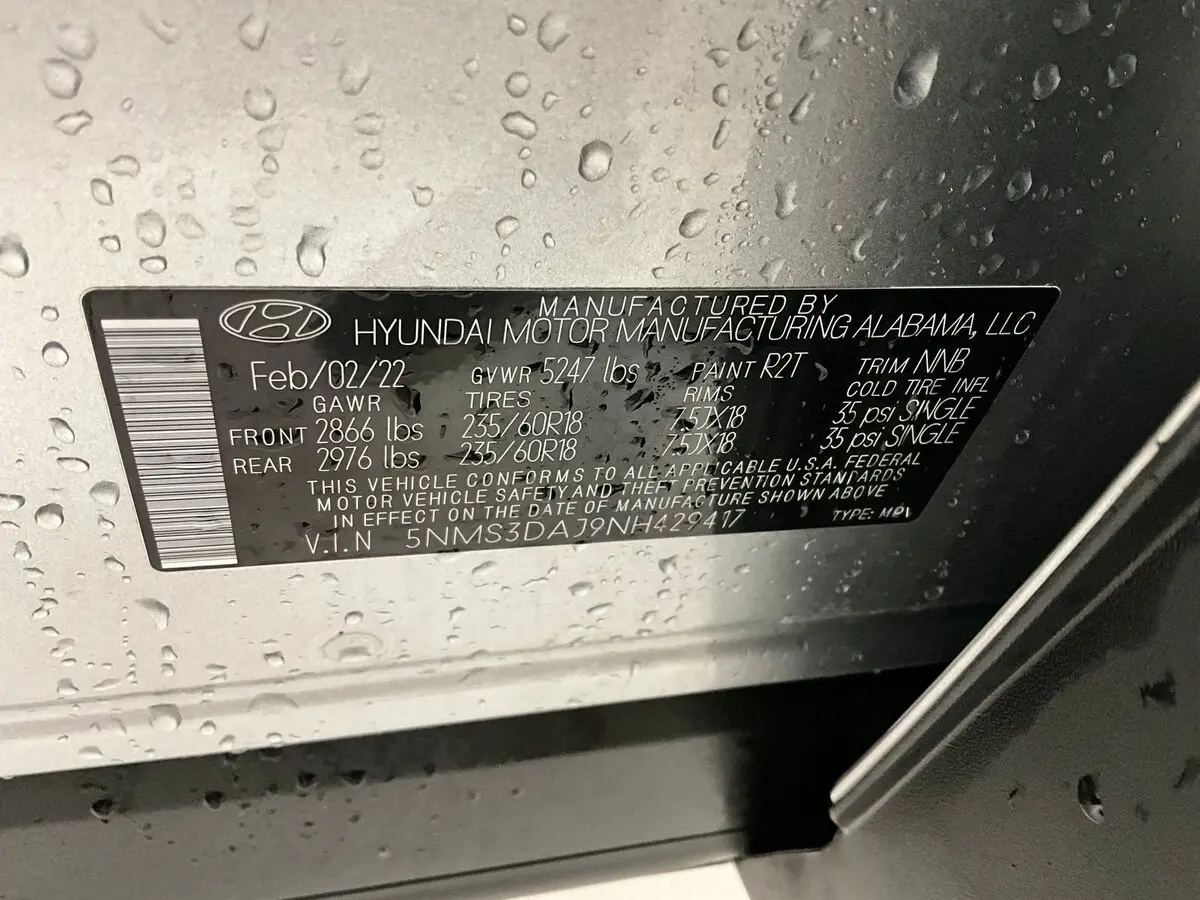 MANUFACTURED BY
HYUNDAI MOTOR MANUFACTURING ALABAMA, LLC
Feb/02/22 GVWR 5247 lbs PAINT R2T TRIM NNB
GAWR TIRES RIMS COLD TIRE INFL
FRONT 2866 lbs 235/60R18 7.5JX18 35 psi SINGLE
REAR 2976 lbs 235/60R18 7.5JX18 35 psi SINGLE
THIS VEHICLE CONFORMS TO ALL APPLICABLE U.S.A. FEDERAL
MOTOR VEHICLE SAFETY AND THEFT PREVENTION STANDARDS
IN EFFECT ON THE DATE OF MANUFACTURE SHOWN ABOVE
V.I.N 5NMS3DAJ9NH429417 TYPE: MPV